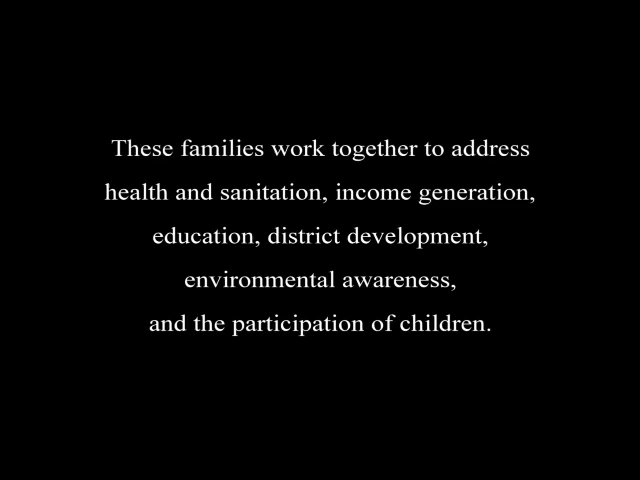 These families work together to address
health and sanitation, income generation,
education, district development,
environmental awareness,
and the participation of children.